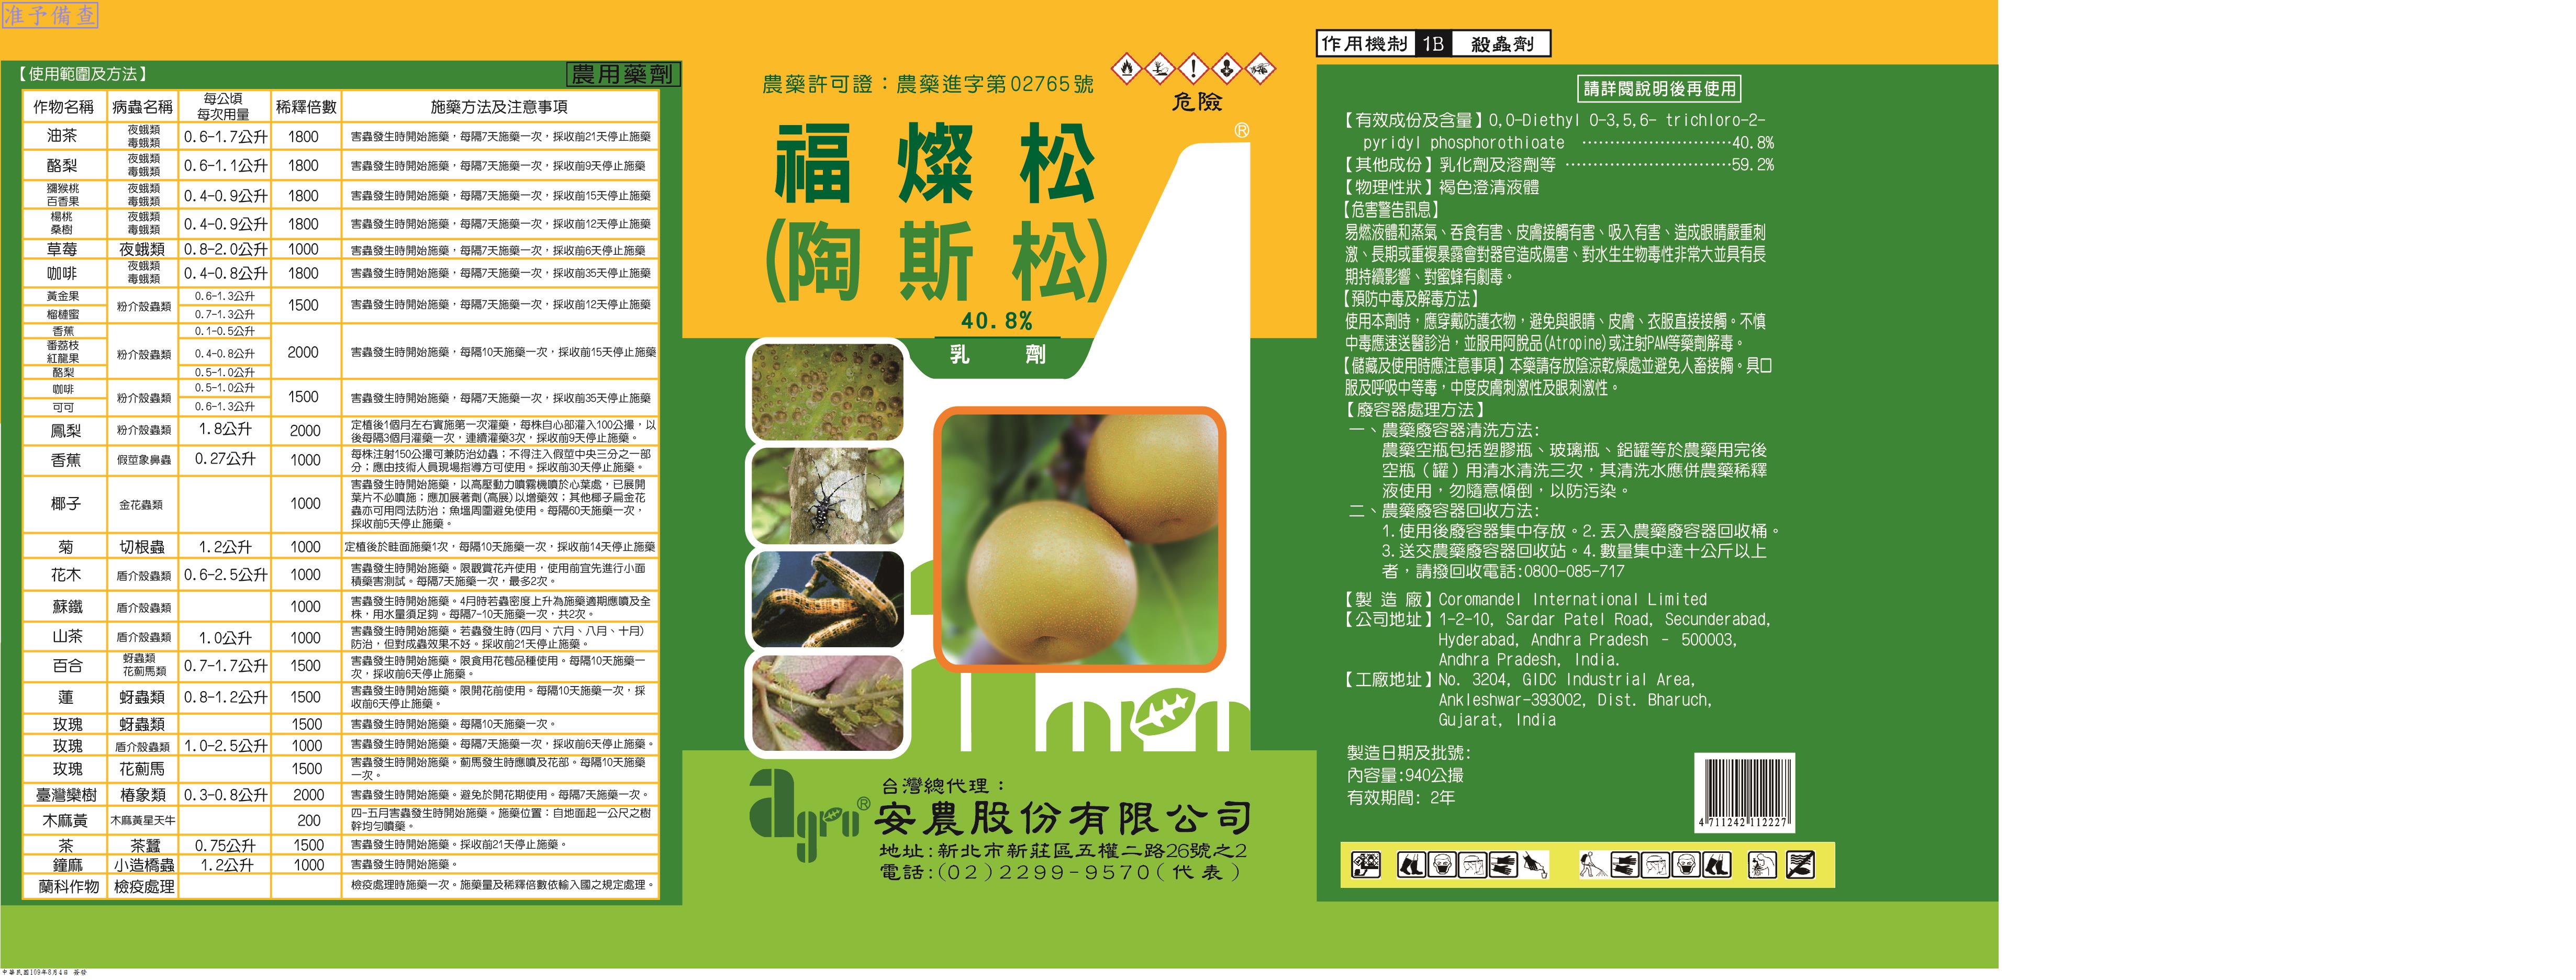 准予備查
【使用範圍及方法】
農用藥劑
作物名稱 病蟲名稱 每公頃每次用量 稀釋倍數 施藥方法及注意事項
油茶 夜蛾類 毒蛾類 0.6-1.7公升 1800 害蟲發生時開始施藥，每隔7天施藥一次，採收前21天停止施藥
酪梨 夜蛾類 毒蛾類 0.6-1.1公升 1800 害蟲發生時開始施藥，每隔7天施藥一次，採收前9天停止施藥
獼猴桃 百香果 夜蛾類 毒蛾類 0.4-0.9公升 1800 害蟲發生時開始施藥，每隔7天施藥一次，採收前15天停止施藥
楊桃 桑樹 夜蛾類 毒蛾類 0.4-0.9公升 1800 害蟲發生時開始施藥，每隔7天施藥一次，採收前12天停止施藥
草莓 夜蛾類 0.8-2.0公升 1000 害蟲發生時開始施藥，每隔7天施藥一次，採收前6天停止施藥
咖啡 夜蛾類 毒蛾類 0.4-0.8公升 1800 害蟲發生時開始施藥，每隔7天施藥一次，採收前35天停止施藥
黃金果 粉介殼蟲類 0.6-1.3公升 1500 害蟲發生時開始施藥，每隔7天施藥一次，採收前12天停止施藥
榴槤蜜 0.7-1.3公升
香蕉 0.1-0.5公升
番荔枝 紅龍果 粉介殼蟲類 0.4-0.8公升 2000 害蟲發生時開始施藥，每隔10天施藥一次，採收前15天停止施藥
酪梨 0.5-1.0公升
咖啡 粉介殼蟲類 0.5-1.0公升 1500 害蟲發生時開始施藥，每隔7天施藥一次，採收前35天停止施藥
可可 0.6-1.3公升
鳳梨 粉介殼蟲類 1.8公升 2000 定植後1個月左右實施第一次灌藥，每株自心部灌入100公撮，以
後每隔3個月灌藥一次，連續灌藥3次，採收前9天停止施藥。
香蕉 假莖象鼻蟲 0.27公升 1000 每株注射150公撮可兼防治幼蟲；不得注入假莖中央三分之一部
分；應由技術人員現場指導方可使用。採收前30天停止施藥。
椰子 金花蟲類 1000 害蟲發生時開始施藥，以高壓動力噴霧機噴於心葉處，已展開
葉片不必噴施；應加展著劑(高展)以增藥效；其他椰子扁金花
蟲亦可用同法防治；魚塭周圍避免使用。每隔60天施藥一次，
採收前5天停止施藥。
菊 切根蟲 1.2公升 1000 定植後於畦面施藥1次，每隔10天施藥一次，採收前14天停止施藥
花木 盾介殼蟲類 0.6-2.5公升 1000 害蟲發生時開始施藥。限觀賞花卉使用，使用前宜先進行小面
積藥害測試。每隔7天施藥一次，最多2次。
蘇鐵 盾介殼蟲類 1000 害蟲發生時開始施藥。4月時若蟲密度上升為施藥適期應噴及全
株，用水量須足夠。每隔7-10天施藥一次，共2次。
山茶 盾介殼蟲類 1.0公升 1000 害蟲發生時開始施藥。若蟲發生時(四月、六月、八月、十月)
防治，但對成蟲效果不好。採收前21天停止施藥。
百合 蚜蟲類 花薊馬類 0.7-1.7公升 1500 害蟲發生時開始施藥。限食用花苞品種使用。每隔10天施藥一
次，採收前6天停止施藥。
蓮 蚜蟲類 0.8-1.2公升 1500 害蟲發生時開始施藥。限開花前使用。每隔10天施藥一次，採
收前6天停止施藥。
玫瑰 蚜蟲類 1500 害蟲發生時開始施藥。每隔10天施藥一次。
玫瑰 盾介殼蟲類 1.0-2.5公升 1000 害蟲發生時開始施藥。每隔7天施藥一次，採收前6天停止施藥。
玫瑰 花薊馬 1500 害蟲發生時開始施藥。薊馬發生時應噴及花部。每隔10天施藥
一次。
臺灣欒樹 椿象類 0.3-0.8公升 2000 害蟲發生時開始施藥。避免於開花期使用。每隔7天施藥一次。
木麻黃 木麻黃星天牛 200 四-五月害蟲發生時開始施藥。施藥位置：自地面起一公尺之樹
幹均勻噴藥。
茶 茶蠶 0.75公升 1500 害蟲發生時開始施藥。採收前21天停止施藥。
鐘麻 小造橋蟲 1.2公升 1000 害蟲發生時開始施藥。
蘭科作物 檢疫處理 檢疫處理時施藥一次。施藥量及稀釋倍數依輸入國之規定處理。
中華民國109年8月4日 簽發
農藥許可證：農藥進字第02765號
危險
福燦松
®
(陶斯松)
40.8%
乳劑
agro®
台灣總代理：
安農股份有限公司
地址:新北市新莊區五權二路26號之2
電話:(02)2299-9570(代表)
作用機制 1B 殺蟲劑
請詳閱說明後再使用
【有效成份及含量】O,O-Diethyl O-3,5,6- trichloro-2-
pyridyl phosphorothioate ………………………40.8%
【其他成份】乳化劑及溶劑等 …………………………59.2%
【物理性狀】褐色澄清液體
【危害警告訊息】
易燃液體和蒸氣、吞食有害、皮膚接觸有害、吸入有害、造成眼睛嚴重刺
激、長期或重複暴露會對器官造成傷害、對水生生物毒性非常大並具有長
期持續影響、對蜜蜂有劇毒。
【預防中毒及解毒方法】
使用本劑時，應穿戴防護衣物，避免與眼睛、皮膚、衣服直接接觸。不慎
中毒應速送醫診治，並服用阿脫品(Atropine)或注射PAM等藥劑解毒。
【儲藏及使用時應注意事項】本藥請存放陰涼乾燥處並避免人畜接觸。具口
服及呼吸中等毒，中度皮膚刺激性及眼刺激性。
【廢容器處理方法】
一、農藥廢容器清洗方法:
農藥空瓶包括塑膠瓶、玻璃瓶、鋁罐等於農藥用完後
空瓶（罐）用清水清洗三次，其清洗水應併農藥稀釋
液使用，勿隨意傾倒，以防污染。
二、農藥廢容器回收方法:
1.使用後廢容器集中存放。2.丟入農藥廢容器回收桶。
3.送交農藥廢容器回收站。4.數量集中達十公斤以上
者，請撥回收電話:0800-085-717
【製 造 廠】Coromandel International Limited
【公司地址】1-2-10, Sardar Patel Road, Secunderabad,
Hyderabad, Andhra Pradesh - 500003,
Andhra Pradesh, India.
【工廠地址】No. 3204, GIDC Industrial Area,
Ankleshwar-393002, Dist. Bharuch,
Gujarat, India
製造日期及批號:
內容量:940公撮
有效期間: 2年
4 711242 112227